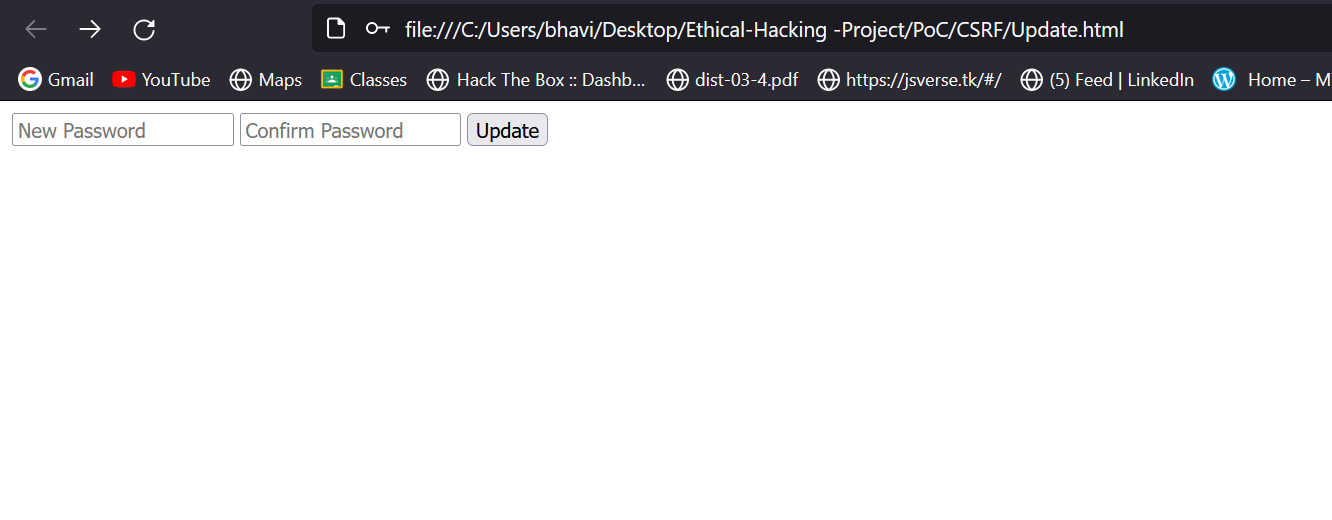 file:///C:/Users/bhavi/Desktop/Ethical-Hacking -Project/PoC/CSRF/Update.html
Gmail YouTube Maps Classes Hack The Box :: Dashb... dist-03-4.pdf https://jsverse.tk/#/ (5) Feed | LinkedIn Home – M
New Password Confirm Password Update